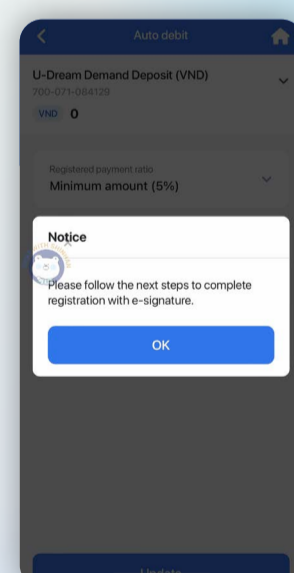 Auto debit
U-Dream Demand Deposit (VND)
700-071-084129
VND 0
Registered payment ratio
Minimum amount (5%)
Notice
Please follow the next steps to complete
registration with e-signature.
OK
Update